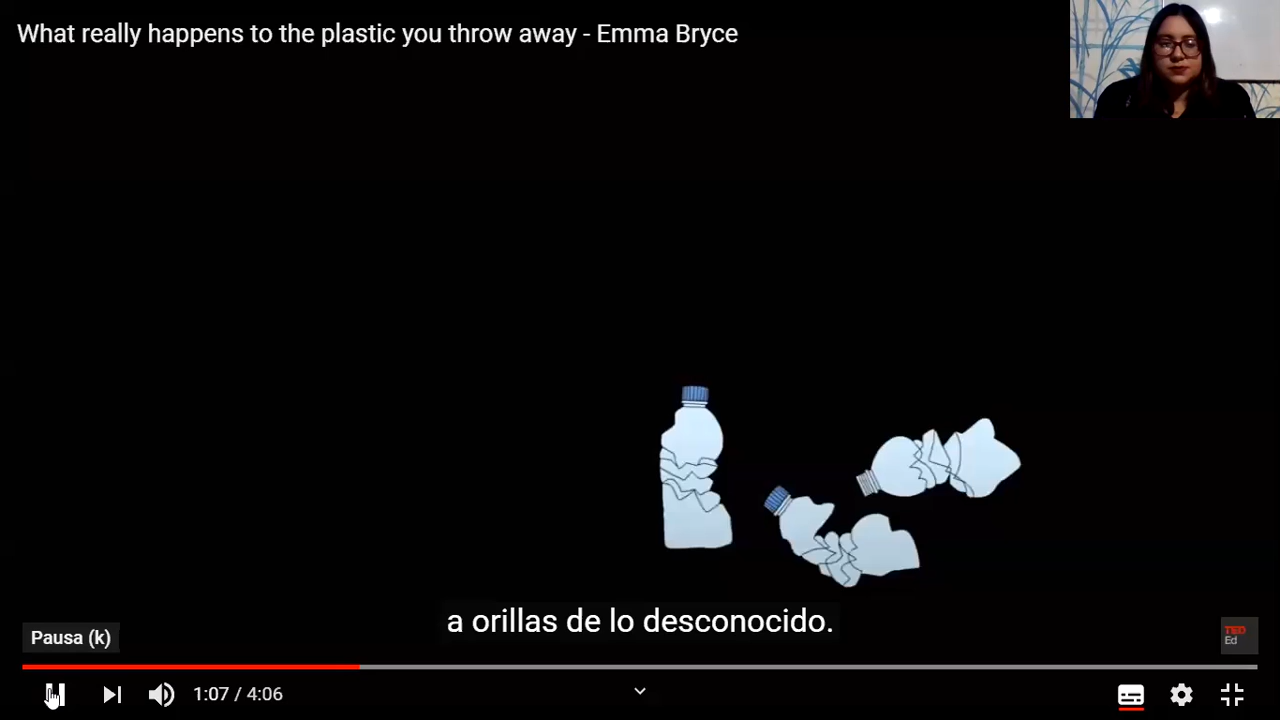 What really happens to the plastic you throw away - Emma Bryce
a orillas de lo desconocido.
Pausa (k)
TED
Ed
1:07 / 4:06